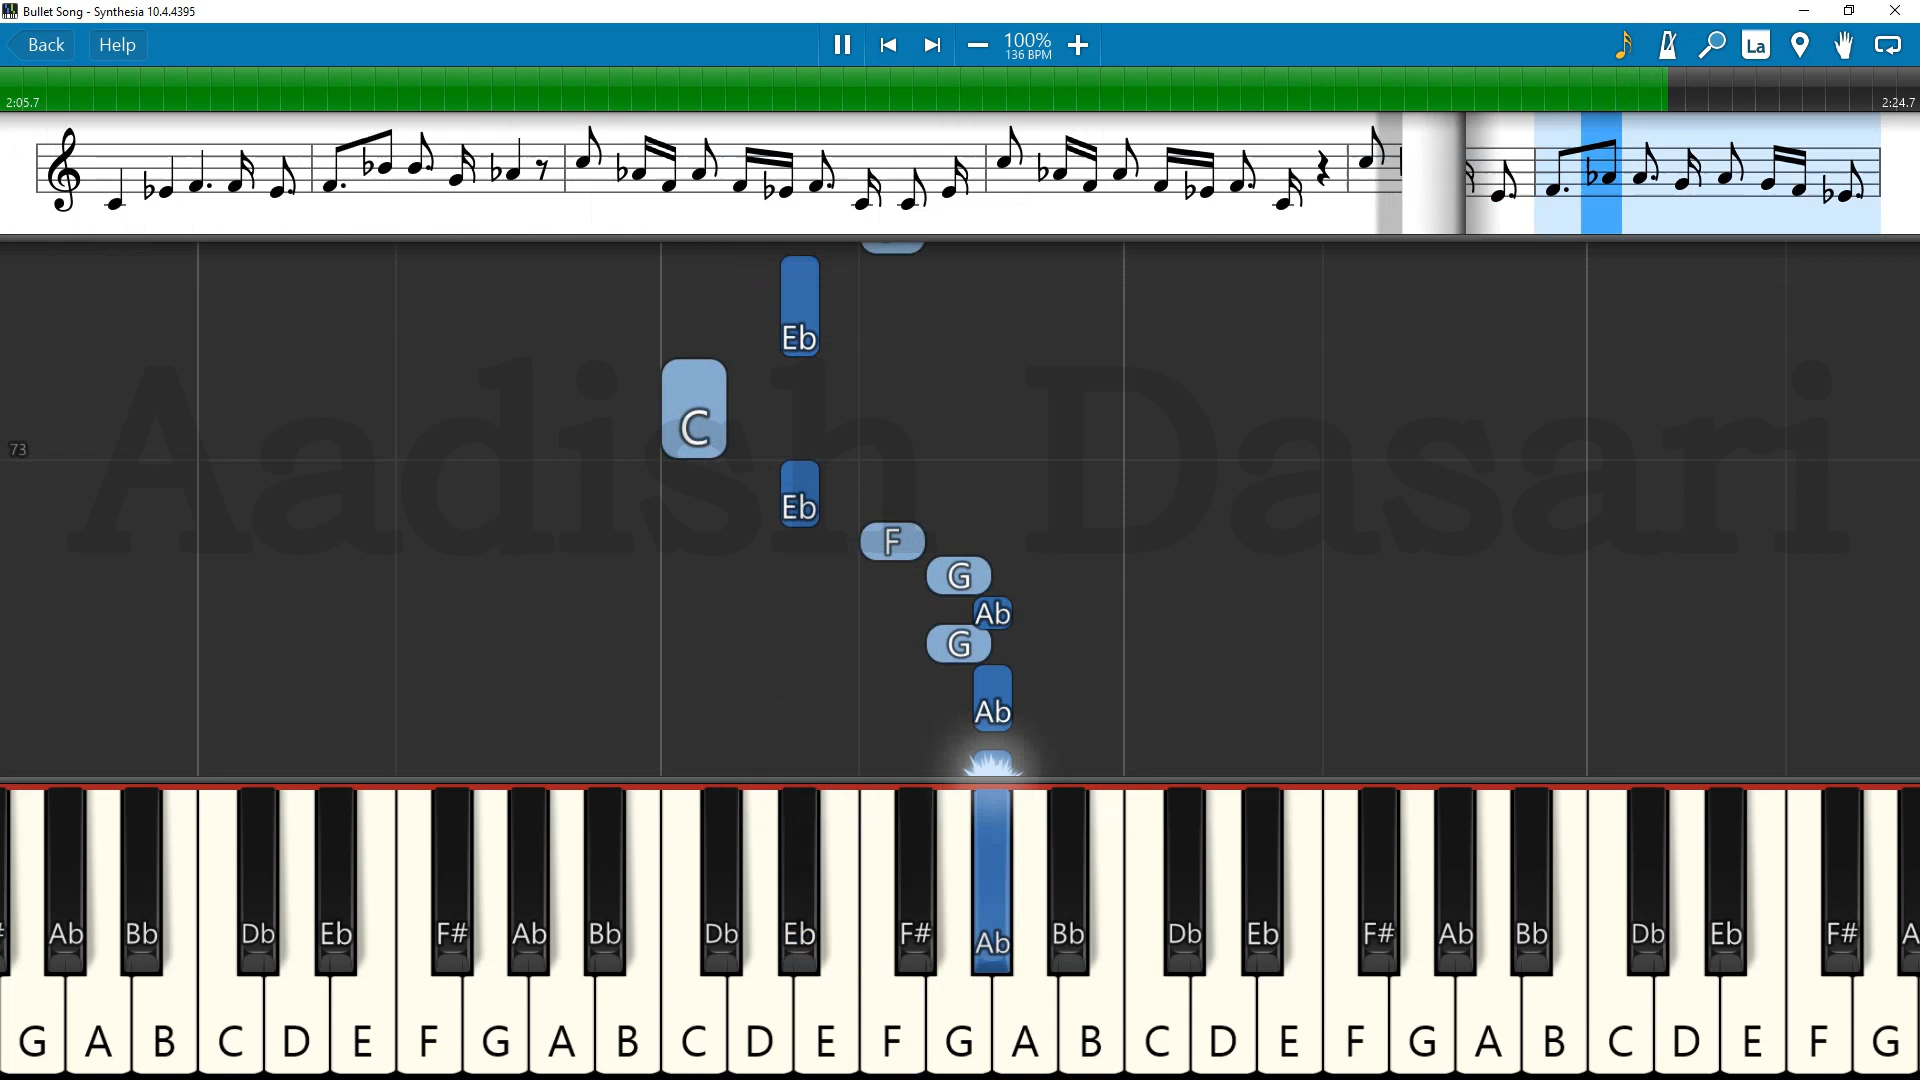 Bullet Song - Synthesia 10.4.4395
Back Help 100% La
136 BPM
2:05.7 2:24.7
Eb
C
73
Eb
F
G
Ab
G
Ab
Aadish Dasari
Ab Bb Db Eb F# Ab Bb Db Eb F# Ab Bb Db Eb F# Ab Bb Db Eb F# A
G A B C D E F G A B C D E F G A B C D E F G A B C D E F G